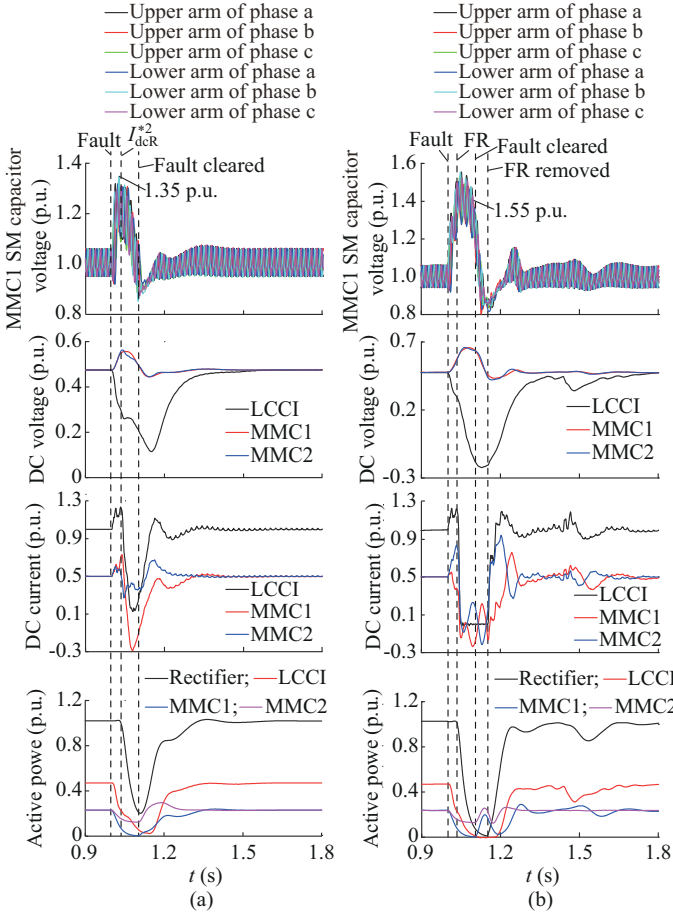 Upper arm of phase a
Upper arm of phase b
Upper arm of phase c
Lower arm of phase a
Lower arm of phase b
Lower arm of phase c
Fault
I*2dcR
Fault cleared
1.35 p.u.
1.4
1.2
1.0
0.8
MMC1 SM capacitor
voltage (p.u.)
0.6
0.4
0.2
0
DC voltage (p.u.)
LCCI
MMC1
MMC2
1.3
0.9
0.5
0.1
-0.3
DC current (p.u.)
LCCI
MMC1
MMC2
1.2
0.8
0.4
0
Active powe (p.u.)
Rectifier; LCCI
MMC1; MMC2
0.9 1.2 1.5 1.8
t (s)
(a)
Upper arm of phase a
Upper arm of phase b
Upper arm of phase c
Lower arm of phase a
Lower arm of phase b
Lower arm of phase c
Fault
FR
Fault cleared
FR removed
1.55 p.u.
1.6
1.4
1.2
1.0
0.8
MMC1 SM capacitor
voltage (p.u.)
0.7
0.2
-0.3
DC voltage (p.u.)
LCCI
MMC1
MMC2
1.3
0.9
0.5
0.1
-0.3
DC current (p.u.)
LCCI
MMC1
MMC2
1.2
0.8
0.4
0
Active powe (p.u.)
Rectifier; LCCI
MMC1; MMC2
0.9 1.2 1.5 1.8
t (s)
(b)